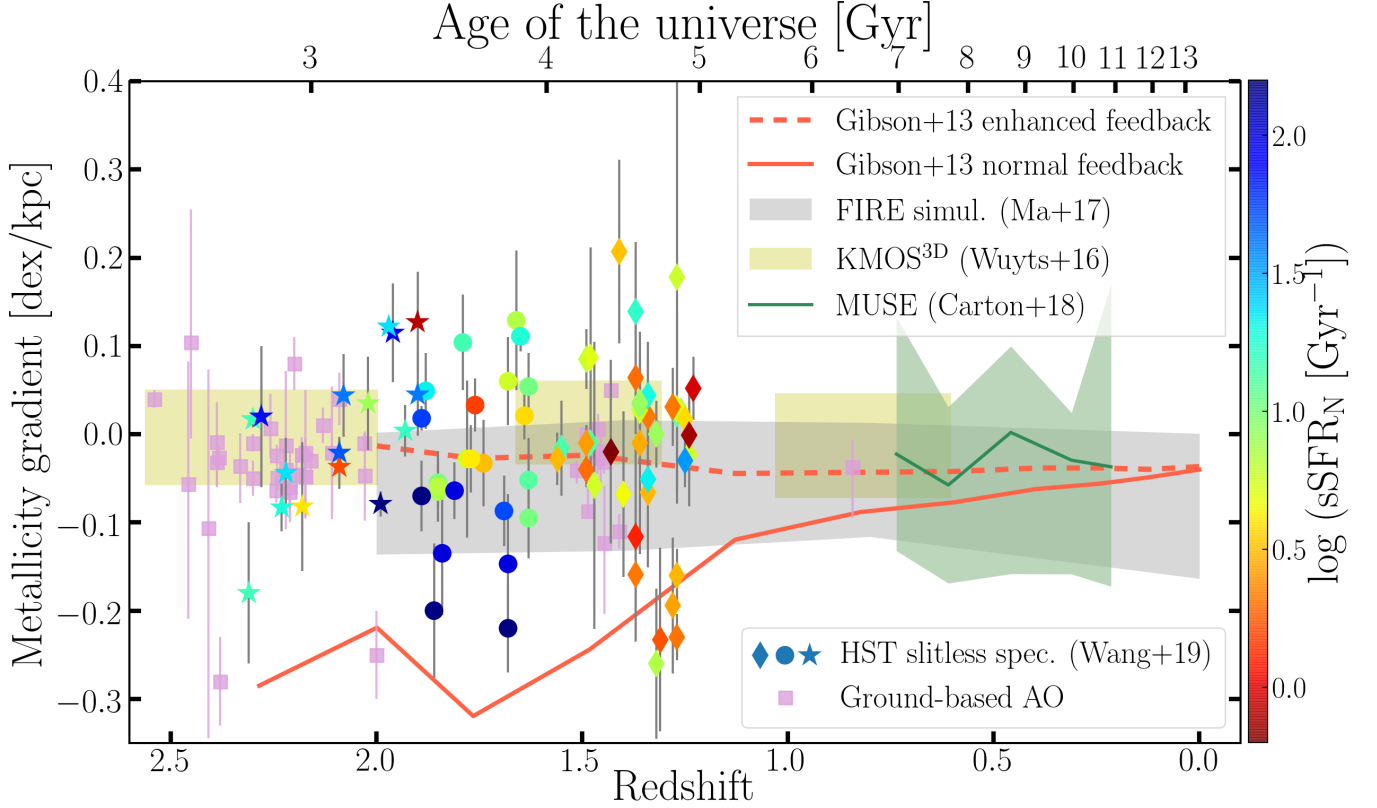 Age of the universe [Gyr]
3 4 5 6 7 8 9 10 11 12 13
Metallicity gradient [dex/kpc]
0.4
0.3
0.2
0.1
0.0
−0.1
−0.2
−0.3
Gibson+13 enhanced feedback
Gibson+13 normal feedback
FIRE simul. (Ma+17)
KMOS3D (Wuyts+16)
MUSE (Carton+18)
HST slitless spec. (Wang+19)
Ground-based AO
2.5 2.0 1.5 1.0 0.5 0.0
Redshift
2.0
1.5
1.0
0.5
0.0
log (sSFRN [Gyr−1])